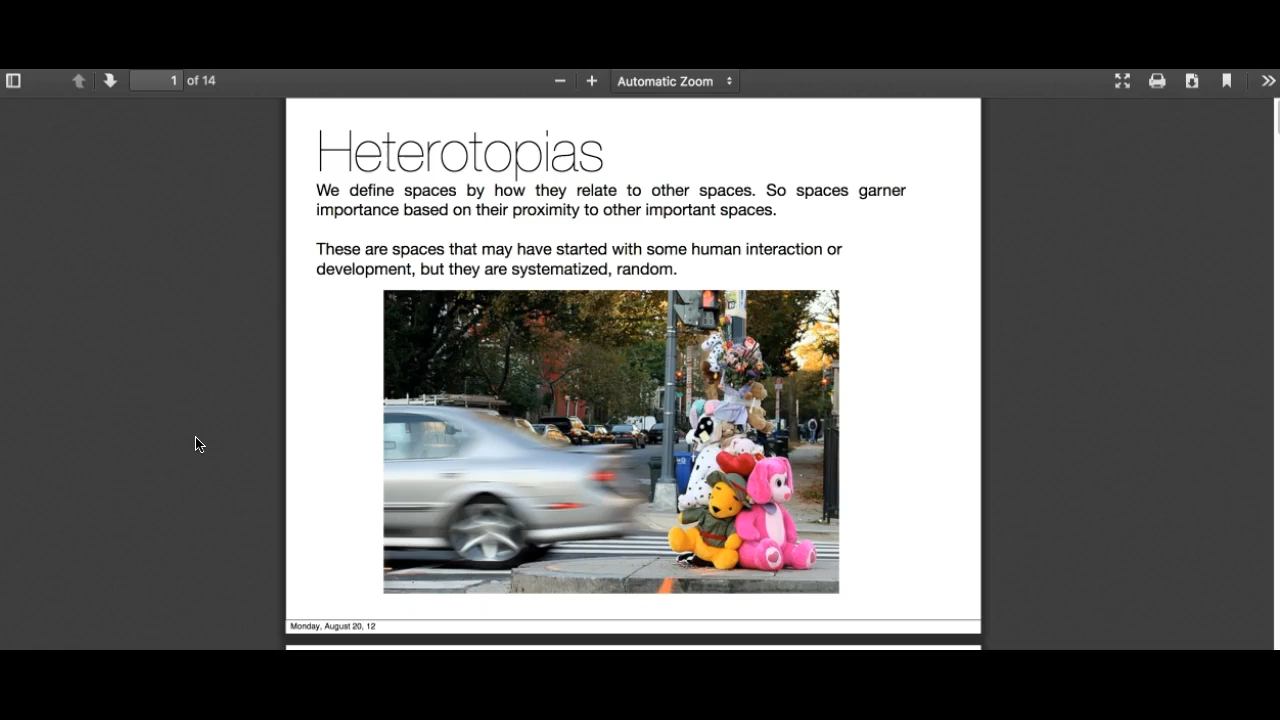 1 of 14
Automatic Zoom
Heterotopias
We define spaces by how they relate to other spaces. So spaces garner
importance based on their proximity to other important spaces.
These are spaces that may have started with some human interaction or
development, but they are systematized, random.
Monday, August 20, 12